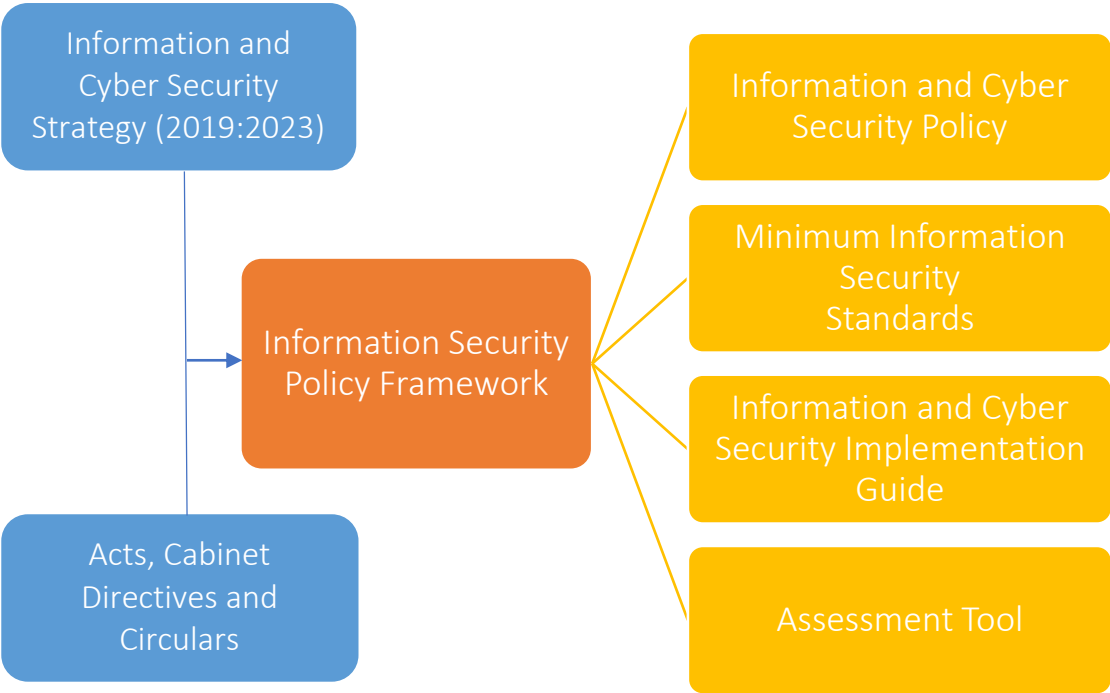 Information and
Cyber Security
Strategy (2019:2023)
Acts, Cabinet
Directives and
Circulars
Information Security
Policy Framework
Information and Cyber
Security Policy
Minimum Information
Security
Standards
Information and Cyber
Security Implementation
Guide
Assessment Tool